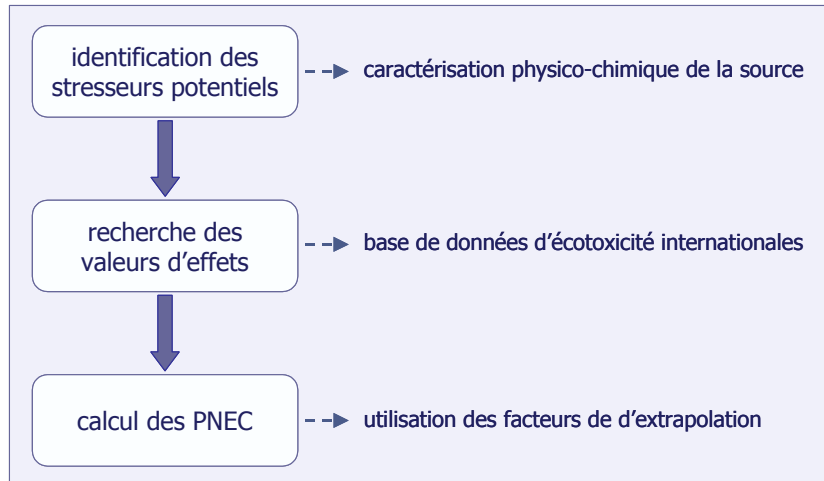 identification des
stresseurs potentiels
caractérisation physico-chimique de la source
recherche des
valeurs d'effets
base de données d'écotoxicité internationales
calcul des PNEC
utilisation des facteurs de d'extrapolation